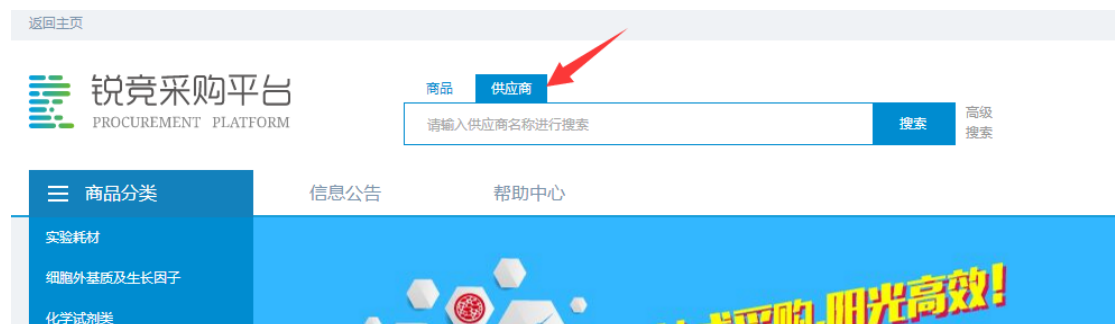 返回主页
锐竞采购平台
PROCUREMENT PLATFORM
商品 供应商
请输入供应商名称进行搜索
搜索
高级
搜索
商品分类 信息公告 帮助中心
实验耗材
细胞外基质及生长因子
化学试剂类
采购,阳光高效!